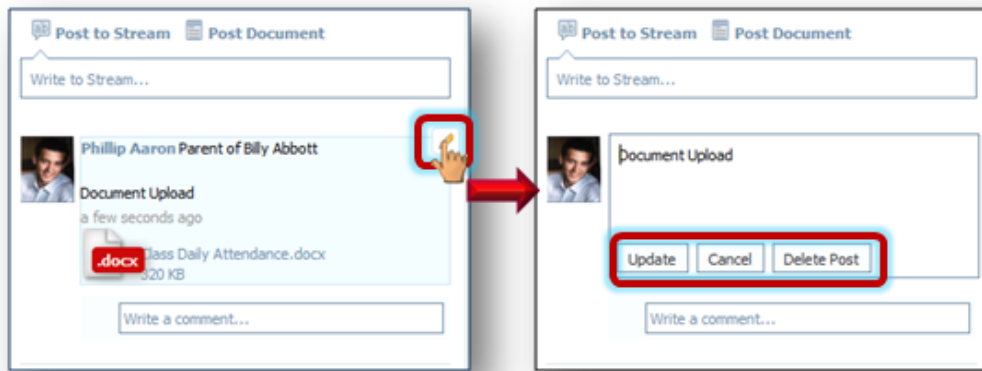 Post to Stream Post Document
Write to Stream...
Phillip Aaron Parent of Billy Abbott
Document Upload
a few seconds ago
.docx
Class Daily Attendance.docx
320 KB
Write a comment...
Post to Stream Post Document
Write to Stream...
Document Upload
Update Cancel Delete Post
Write a comment...